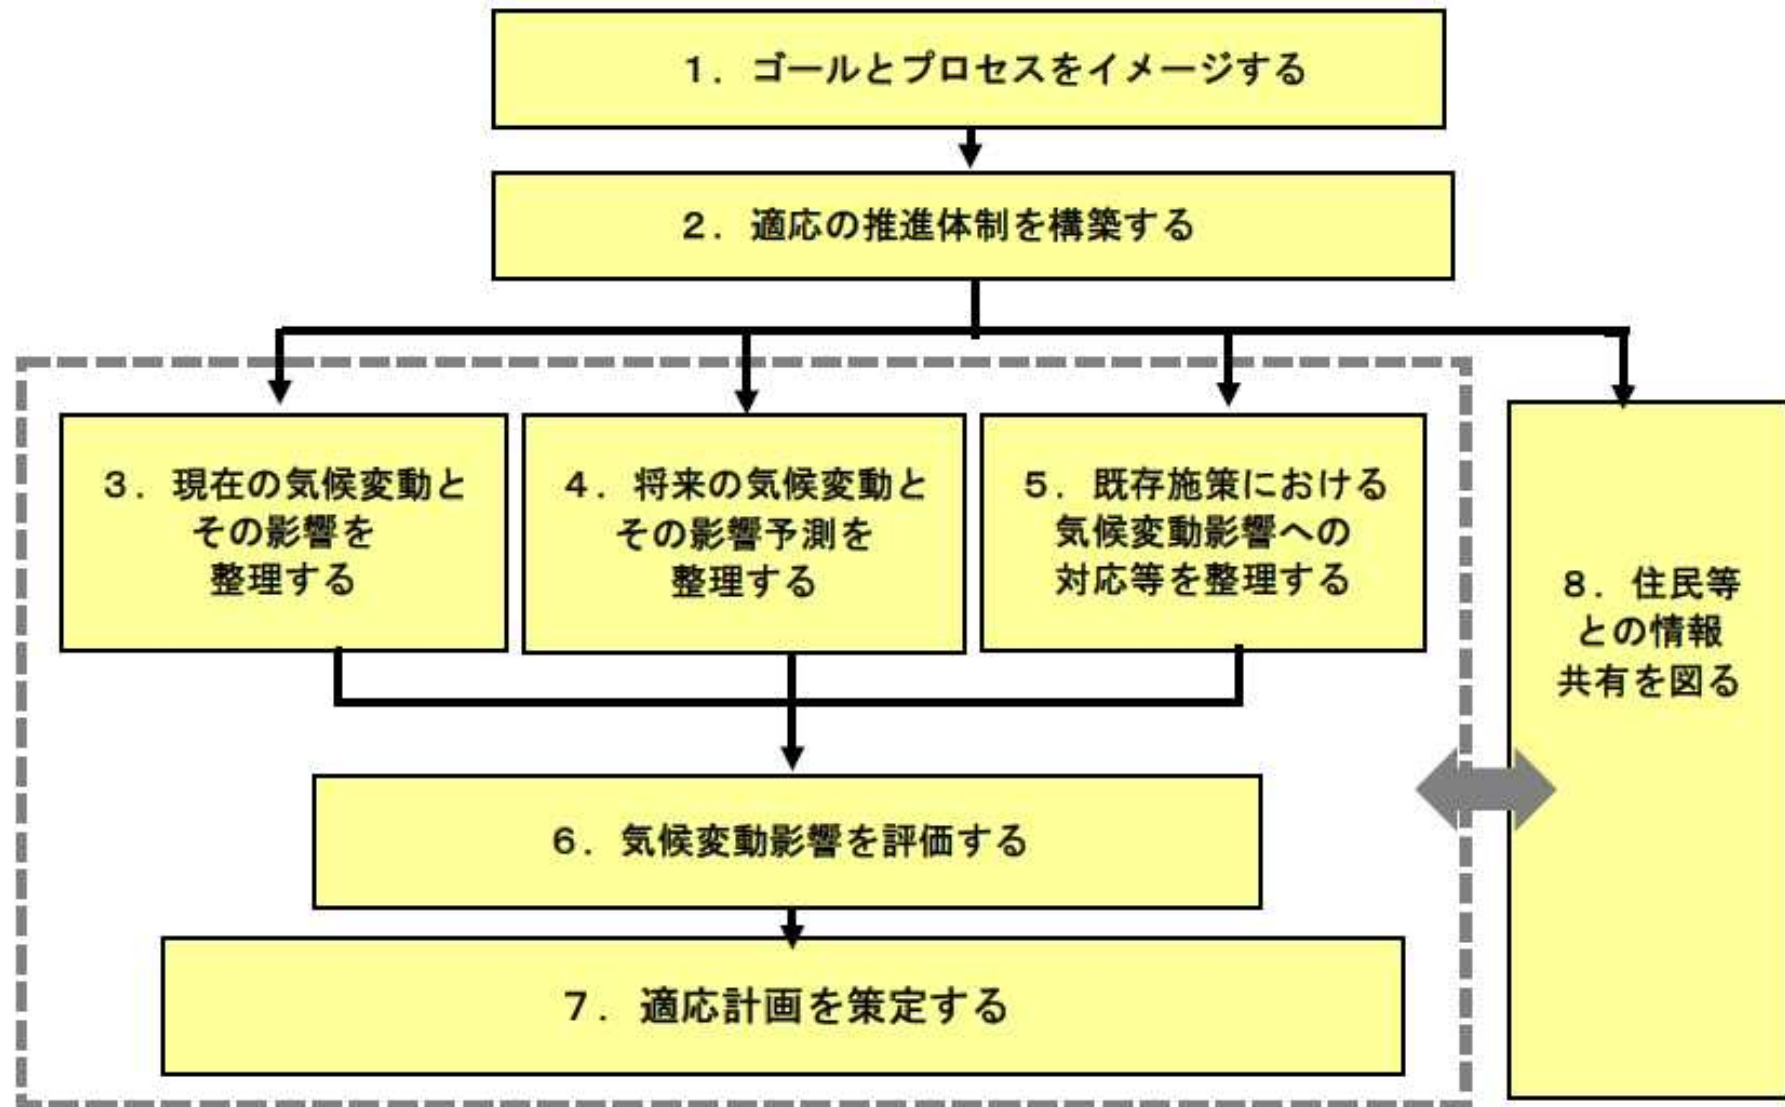 1．ゴールとプロセスをイメージする
2．適応の推進体制を構築する
3．現在の気候変動と
その影響を
整理する
4．将来の気候変動と
その影響予測を
整理する
5．既存施策における
気候変動影響への
対応等を整理する
8．住民等
との情報
共有を図る
6．気候変動影響を評価する
7．適応計画を策定する